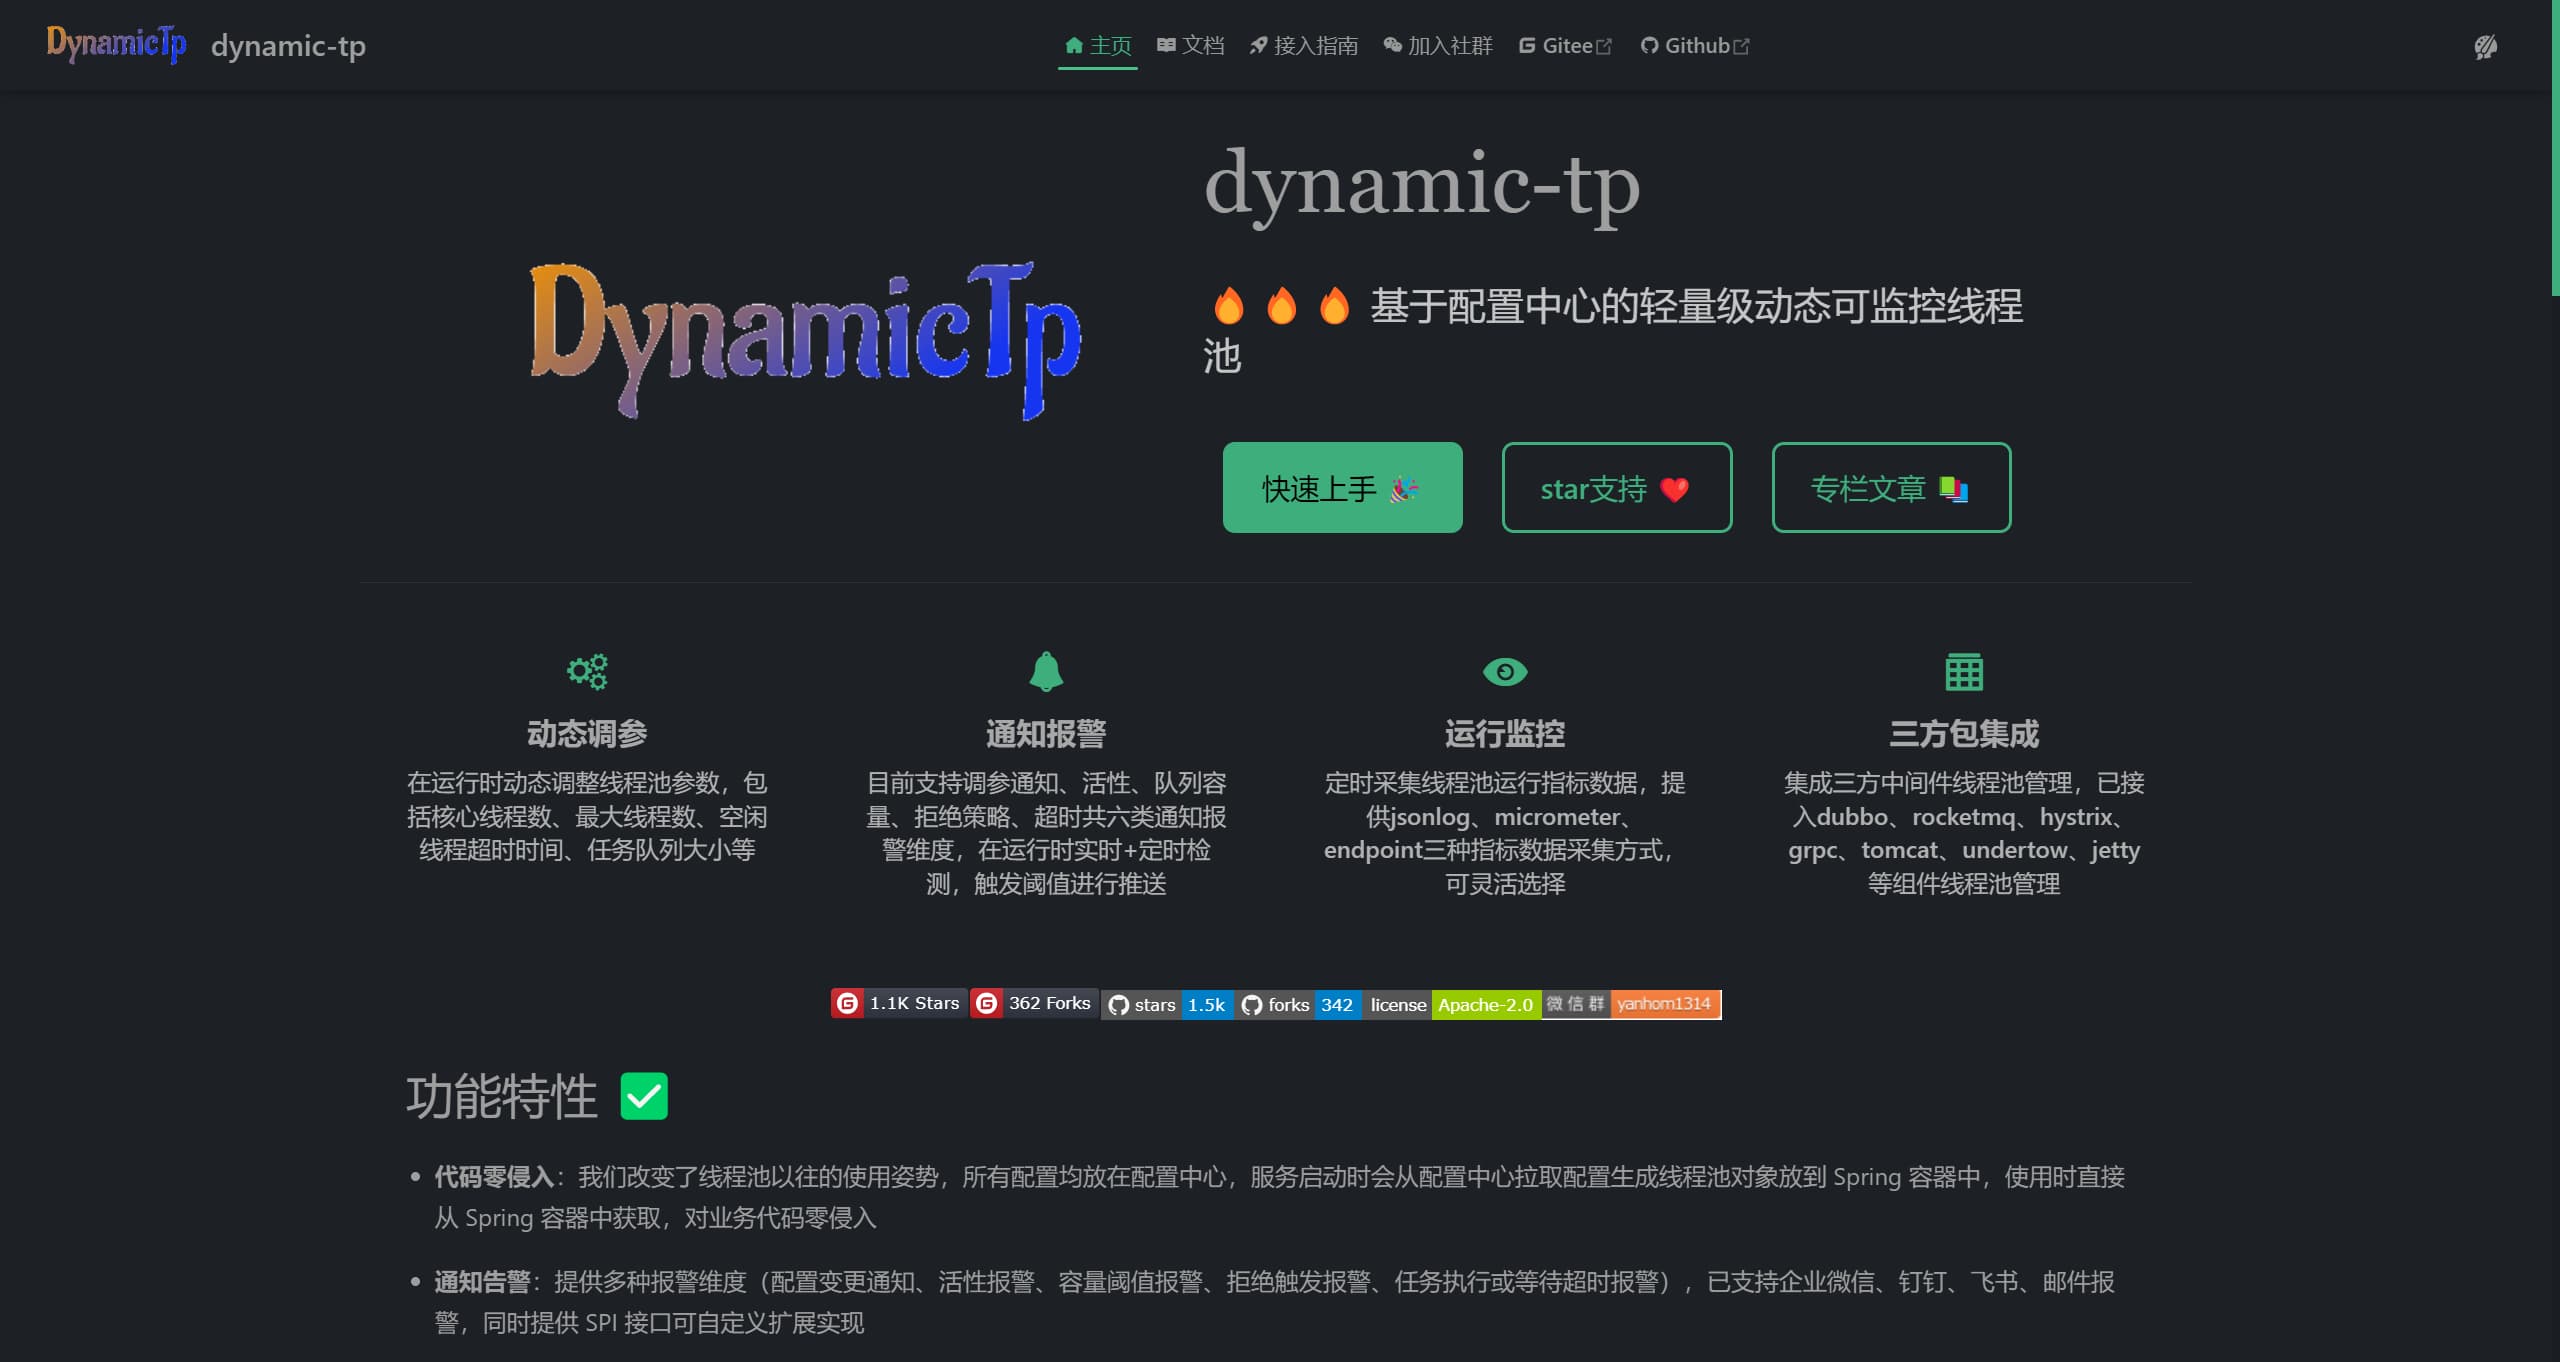 DynamicTp dynamic-tp 主页 文档 接入指南 加入社群 Gitee Github
dynamic-tp
DynamicTp
🔥🔥🔥 基于配置中心的轻量级动态可监控线程
池
快速上手 🎉 star支持 ❤️ 专栏文章 📚
动态调参
在运行时动态调整线程池参数，包
括核心线程数、最大线程数、空闲
线程超时时间、任务队列大小等
通知报警
目前支持调参通知、活性、队列容
量、拒绝策略、超时共六类通知报
警维度，在运行时实时+定时检
测，触发阈值进行推送
运行监控
定时采集线程池运行指标数据，提
供jsonlog、micrometer、
endpoint三种指标数据采集方式，
可灵活选择
三方包集成
集成三方中间件线程池管理，已接
入dubbo、rocketmq、hystrix、
grpc、tomcat、undertow、jetty
等组件线程池管理
1.1K Stars 362 Forks stars 1.5k forks 342 license Apache-2.0 微信群 yanhom1314
功能特性 ✅
• 代码零侵入：我们改变了线程池以往的使用姿势，所有配置均放在配置中心，服务启动时会从配置中心拉取配置生成线程池对象放到 Spring 容器中，使用时直接
从 Spring 容器中获取，对业务代码零侵入
• 通知告警：提供多种报警维度（配置变更通知、活性报警、容量阈值报警、拒绝触发报警、任务执行或等待超时报警），已支持企业微信、钉钉、飞书、邮件报
警，同时提供 SPI 接口可自定义扩展实现